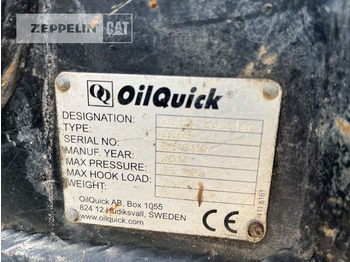 ZEPPELIN CAT
OilQuick®
DESIGNATION:
TYPE:
SERIAL NO:
MANUF. YEAR:
MAX PRESSURE:
MAX HOOK LOAD:
WEIGHT:
OilQuick AB, Box 1055
824 12 Hudiksvall, SWEDEN
www.oilquick.com
CE